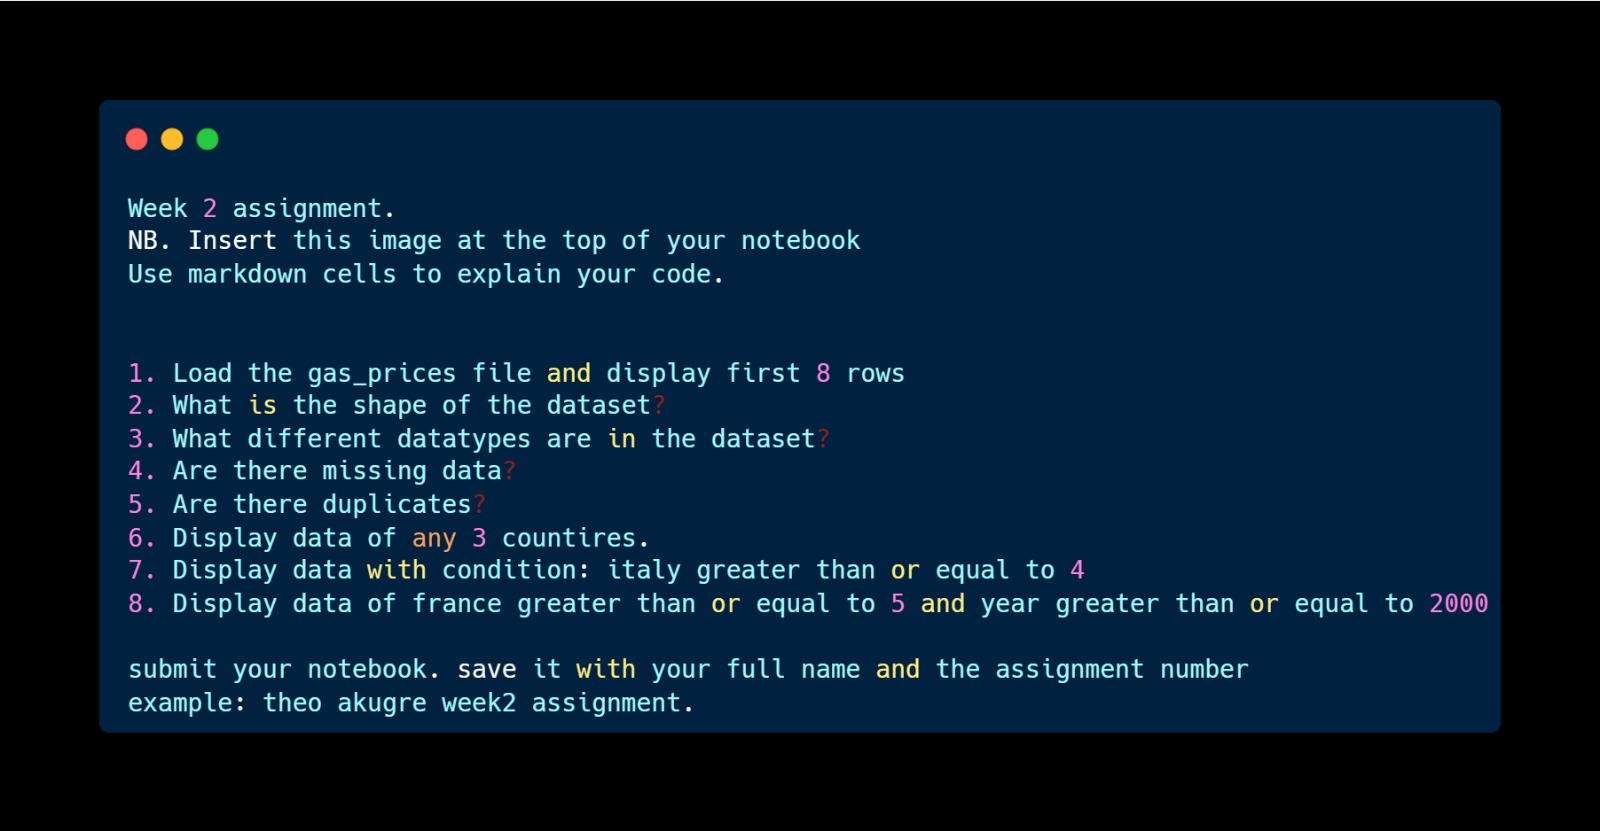 Week 2 assignment.
NB. Insert this image at the top of your notebook
Use markdown cells to explain your code.
1. Load the gas_prices file and display first 8 rows
2. What is the shape of the dataset?
3. What different datatypes are in the dataset?
4. Are there missing data?
5. Are there duplicates?
6. Display data of any 3 countires.
7. Display data with condition: italy greater than or equal to 4
8. Display data of france greater than or equal to 5 and year greater than or equal to 2000
submit your notebook. save it with your full name and the assignment number
example: theo akugre week2 assignment.